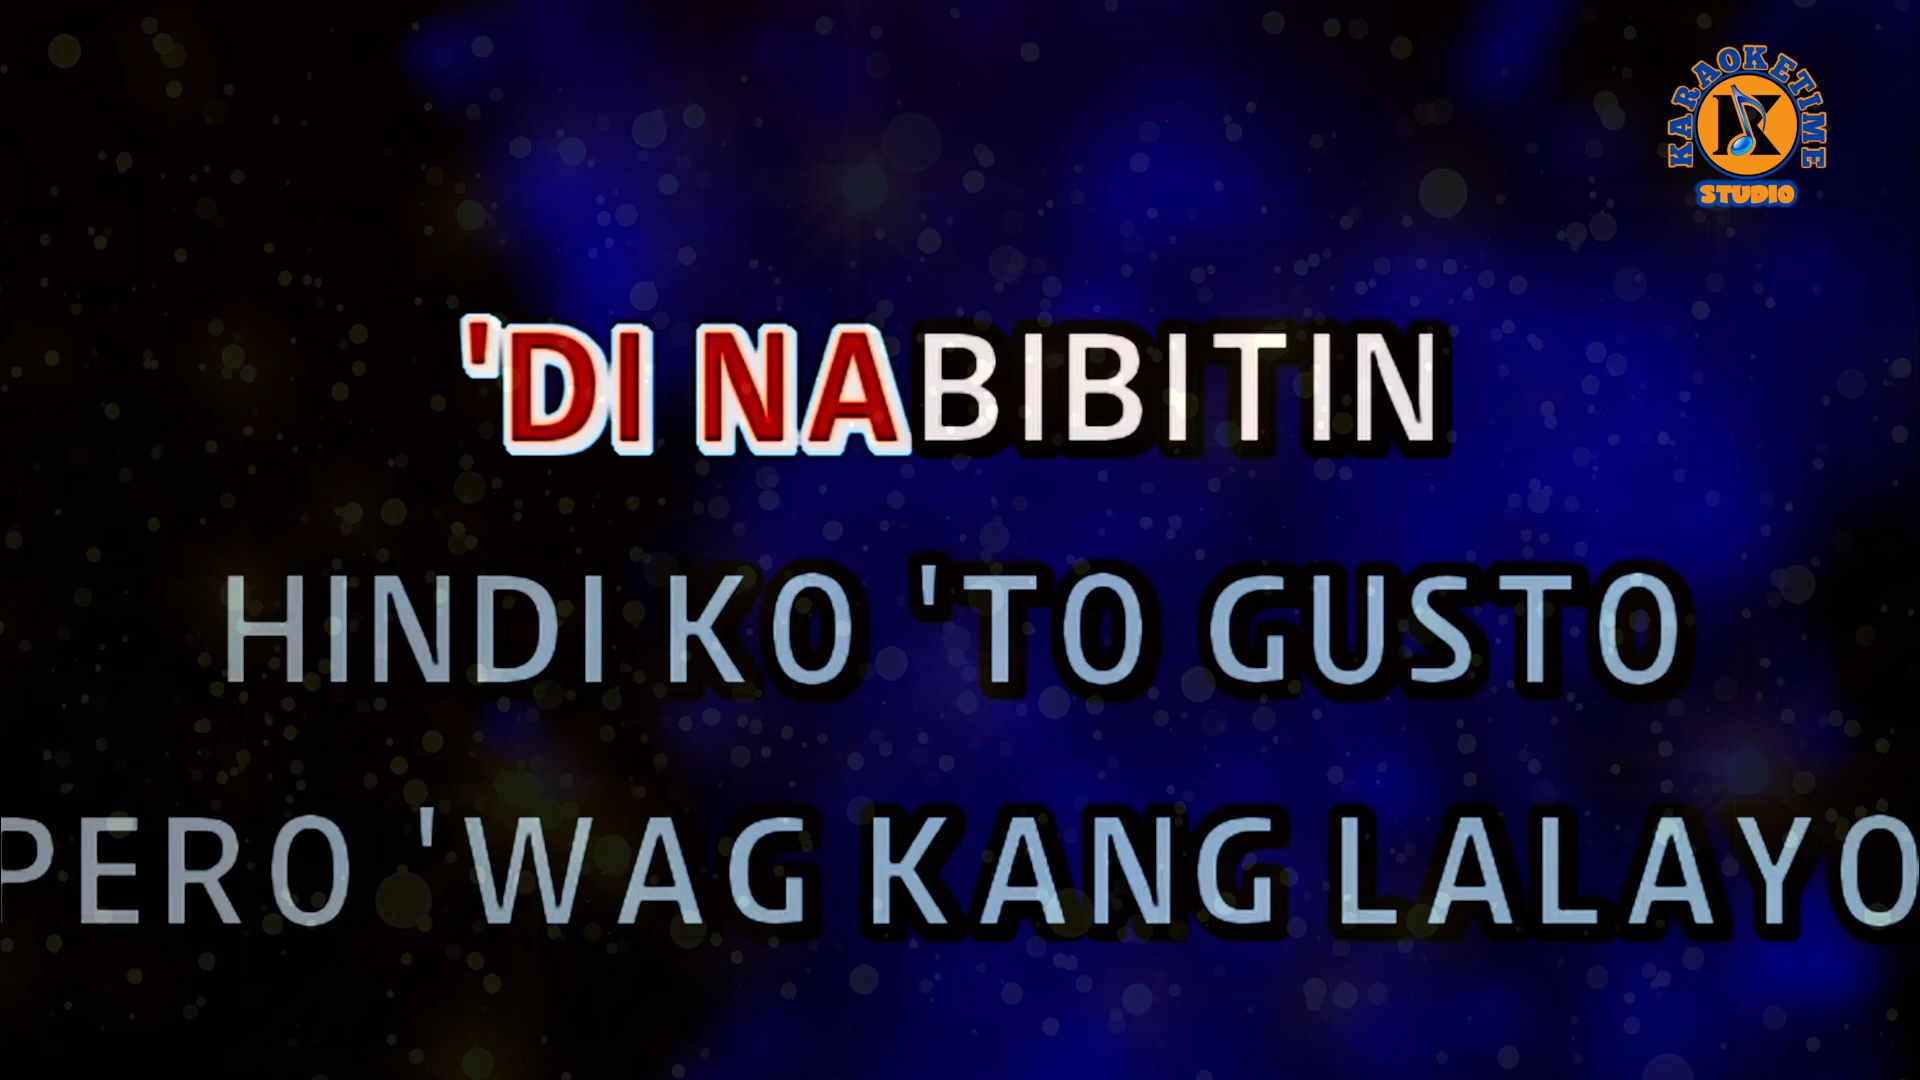 KARAOKETIME
STUDIO
'DI NABIBITIN
HINDI KO 'TO GUSTO
PERO 'WAG KANG LALAYO